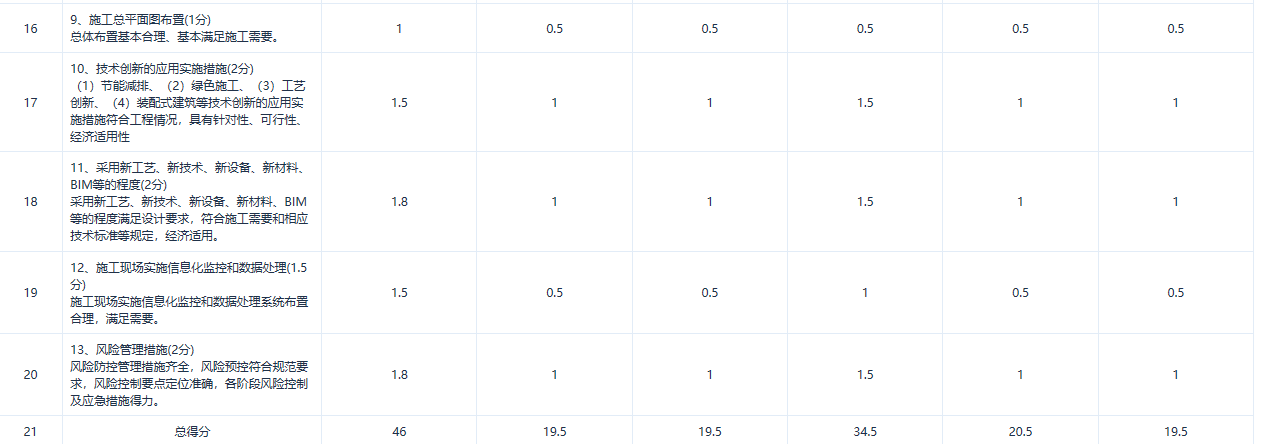 16 9、施工总平面图布置(1分) 1 0.5 0.5 0.5 0.5 0.5
总体布置基本合理、基本满足施工需要。
17 10、技术创新的应用实施措施(2分) 1.5 1 1 1.5 1 1
（1）节能减排、（2）绿色施工、（3）工艺
创新、（4）装配式建筑等技术创新的应用实
施措施符合工程情况，具有针对性、可行性、
经济适用性
18 11、采用新工艺、新技术、新设备、新材料、 1.8 1 1 1.5 1 1
BIM等的程度(2分)
采用新工艺、新技术、新设备、新材料、BIM
等的程度满足设计要求，符合施工需要和相应
技术标准等规定，经济适用。
19 12、施工现场实施信息化监控和数据处理(1.5 1.5 0.5 0.5 1 0.5 0.5
分)
施工现场实施信息化监控和数据处理系统布置
合理，满足需要。
20 13、风险管理措施(2分) 1.8 1 1 1.5 1 1
风险防控管理措施齐全，风险预控符合规范要
求，风险控制要点定位准确，各阶段风险控制
及应急措施得力。
21 总得分 46 19.5 19.5 34.5 20.5 19.5